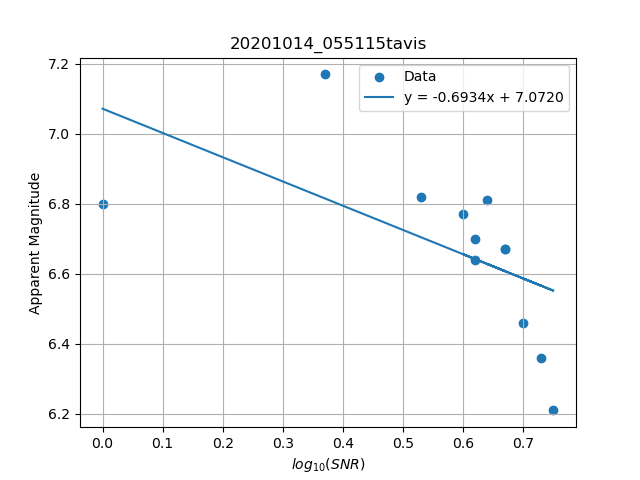 20201014_055115tavis
Data
y = -0.6934x + 7.0720
Apparent Magnitude
7.2
7.0
6.8
6.6
6.4
6.2
0.0 0.1 0.2 0.3 0.4 0.5 0.6 0.7
log₁₀(SNR)